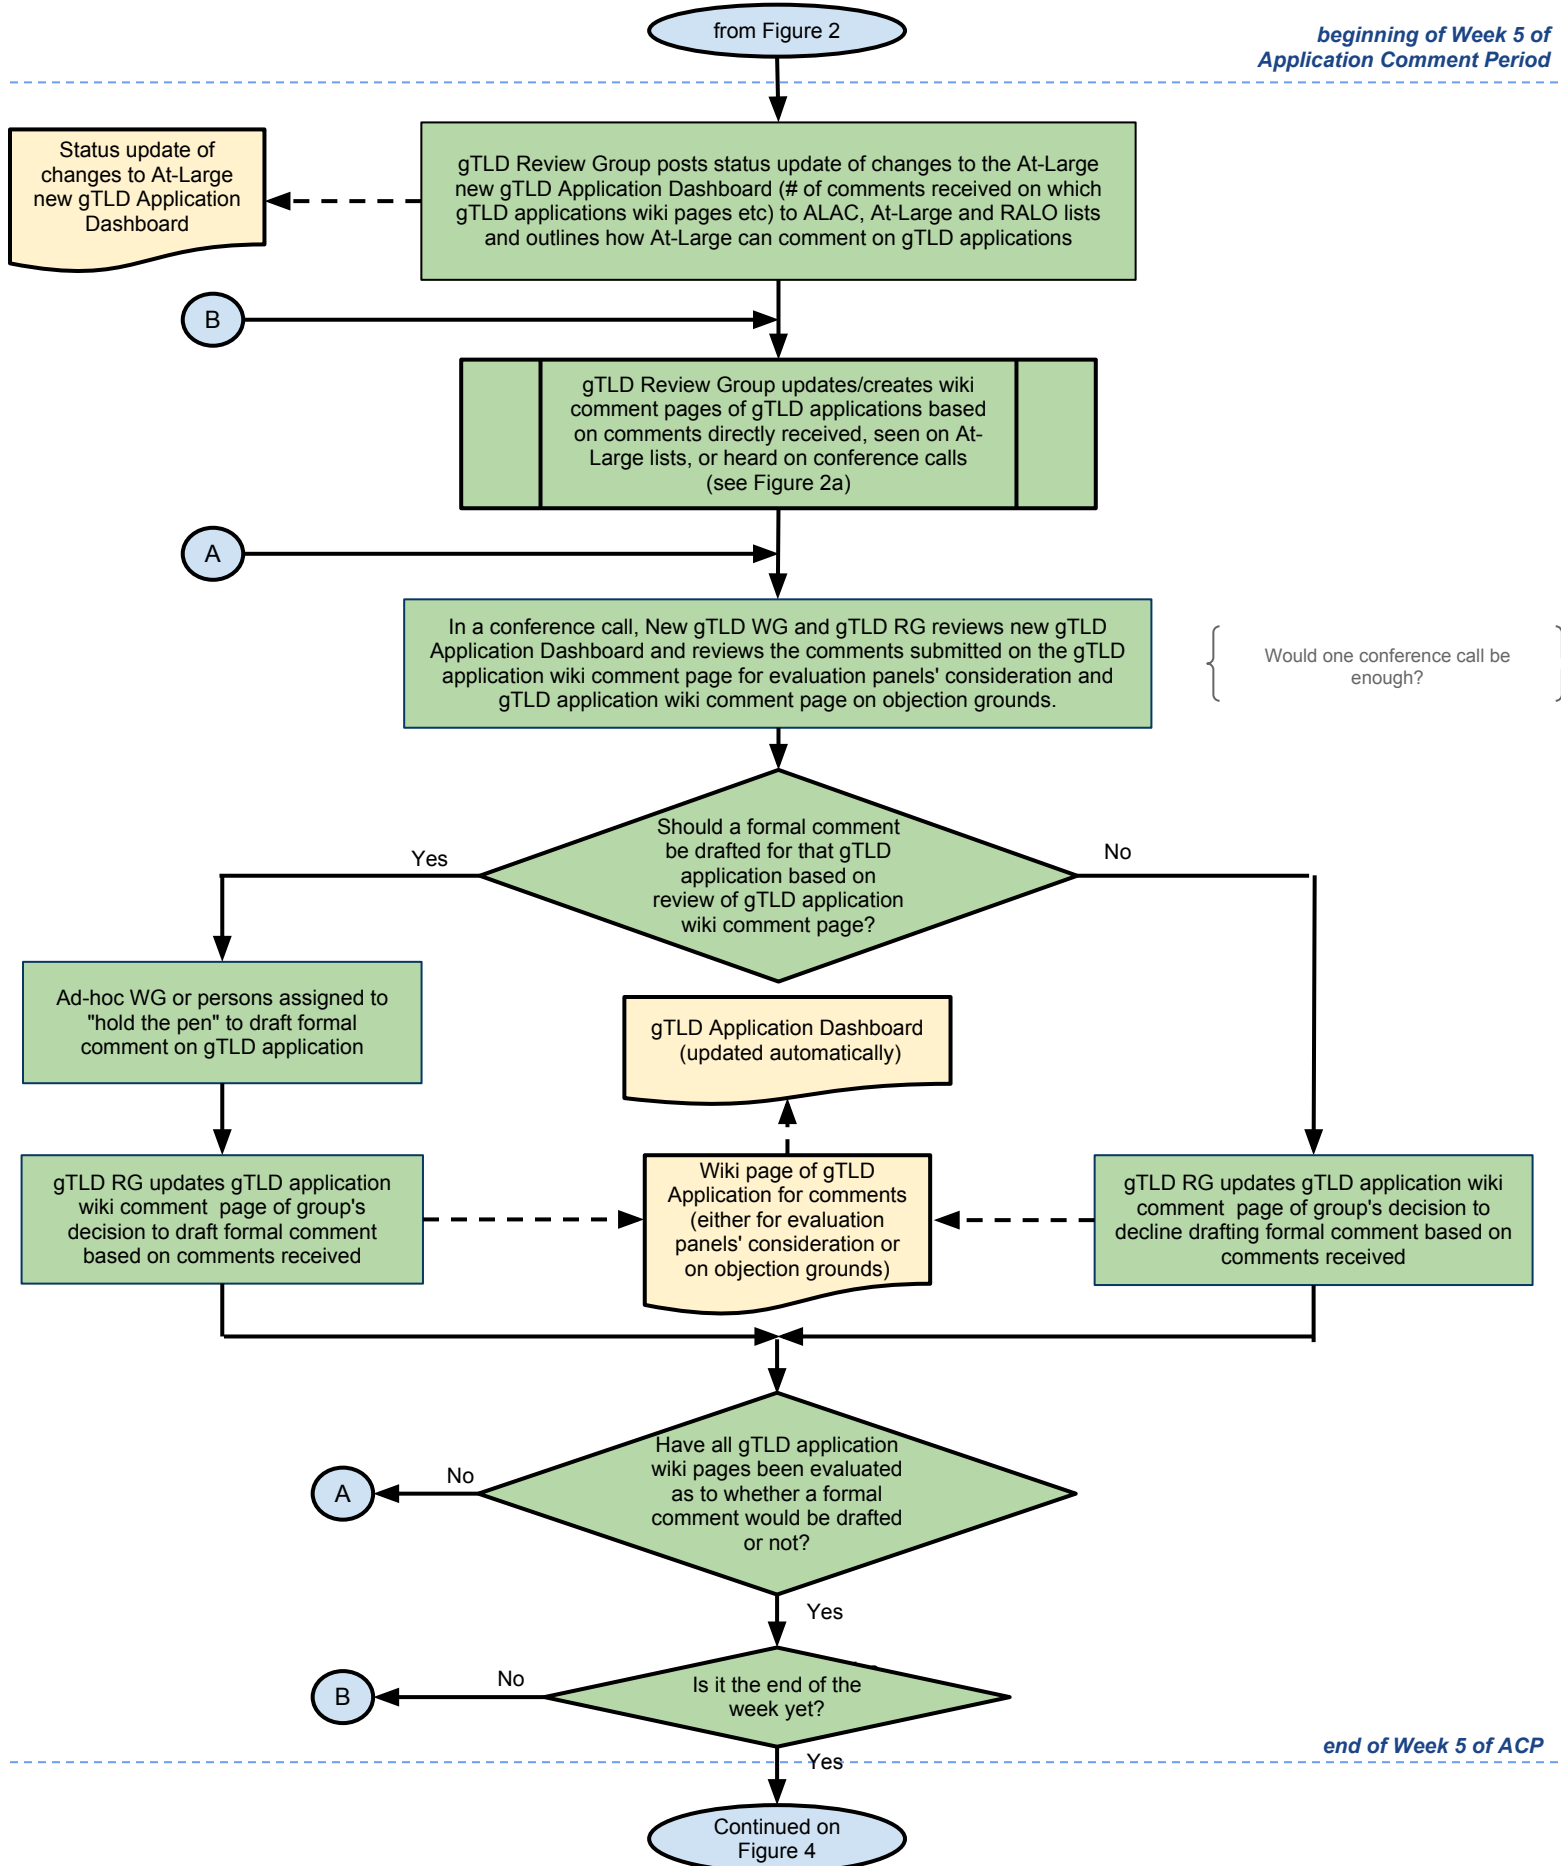 from Figure 2
beginning of Week 5 of
Application Comment Period
Status update of
changes to At-Large
new gTLD Application
Dashboard
gTLD Review Group posts status update of changes to the At-Large
new gTLD Application Dashboard (# of comments received on which
gTLD applications wiki pages etc) to ALAC, At-Large and RALO lists
and outlines how At-Large can comment on gTLD applications
B
gTLD Review Group updates/creates wiki
comment pages of gTLD applications based
on comments directly received, seen on At-
Large lists, or heard on conference calls
(see Figure 2a)
A
In a conference call, New gTLD WG and gTLD RG reviews new gTLD
Application Dashboard and reviews the comments submitted on the gTLD
application wiki comment page for evaluation panels' consideration and
gTLD application wiki comment page on objection grounds.
Would one conference call be
enough?
Should a formal comment
be drafted for that gTLD
application based on
review of gTLD application
wiki comment page?
Yes
No
Ad-hoc WG or persons assigned to
"hold the pen" to draft formal
comment on gTLD application
gTLD Application Dashboard
(updated automatically)
gTLD RG updates gTLD application
wiki comment  page of group's
decision to draft formal comment
based on comments received
Wiki page of gTLD
Application for comments
(either for evaluation
panels' consideration or
on objection grounds)
gTLD RG updates gTLD application wiki
comment  page of group's decision to
decline drafting formal comment based on
comments received
Have all gTLD application
wiki pages been evaluated
as to whether a formal
comment would be drafted
or not?
No
A
Yes
Is it the end of the
week yet?
No
B
Yes
end of Week 5 of ACP
Continued on
Figure 4